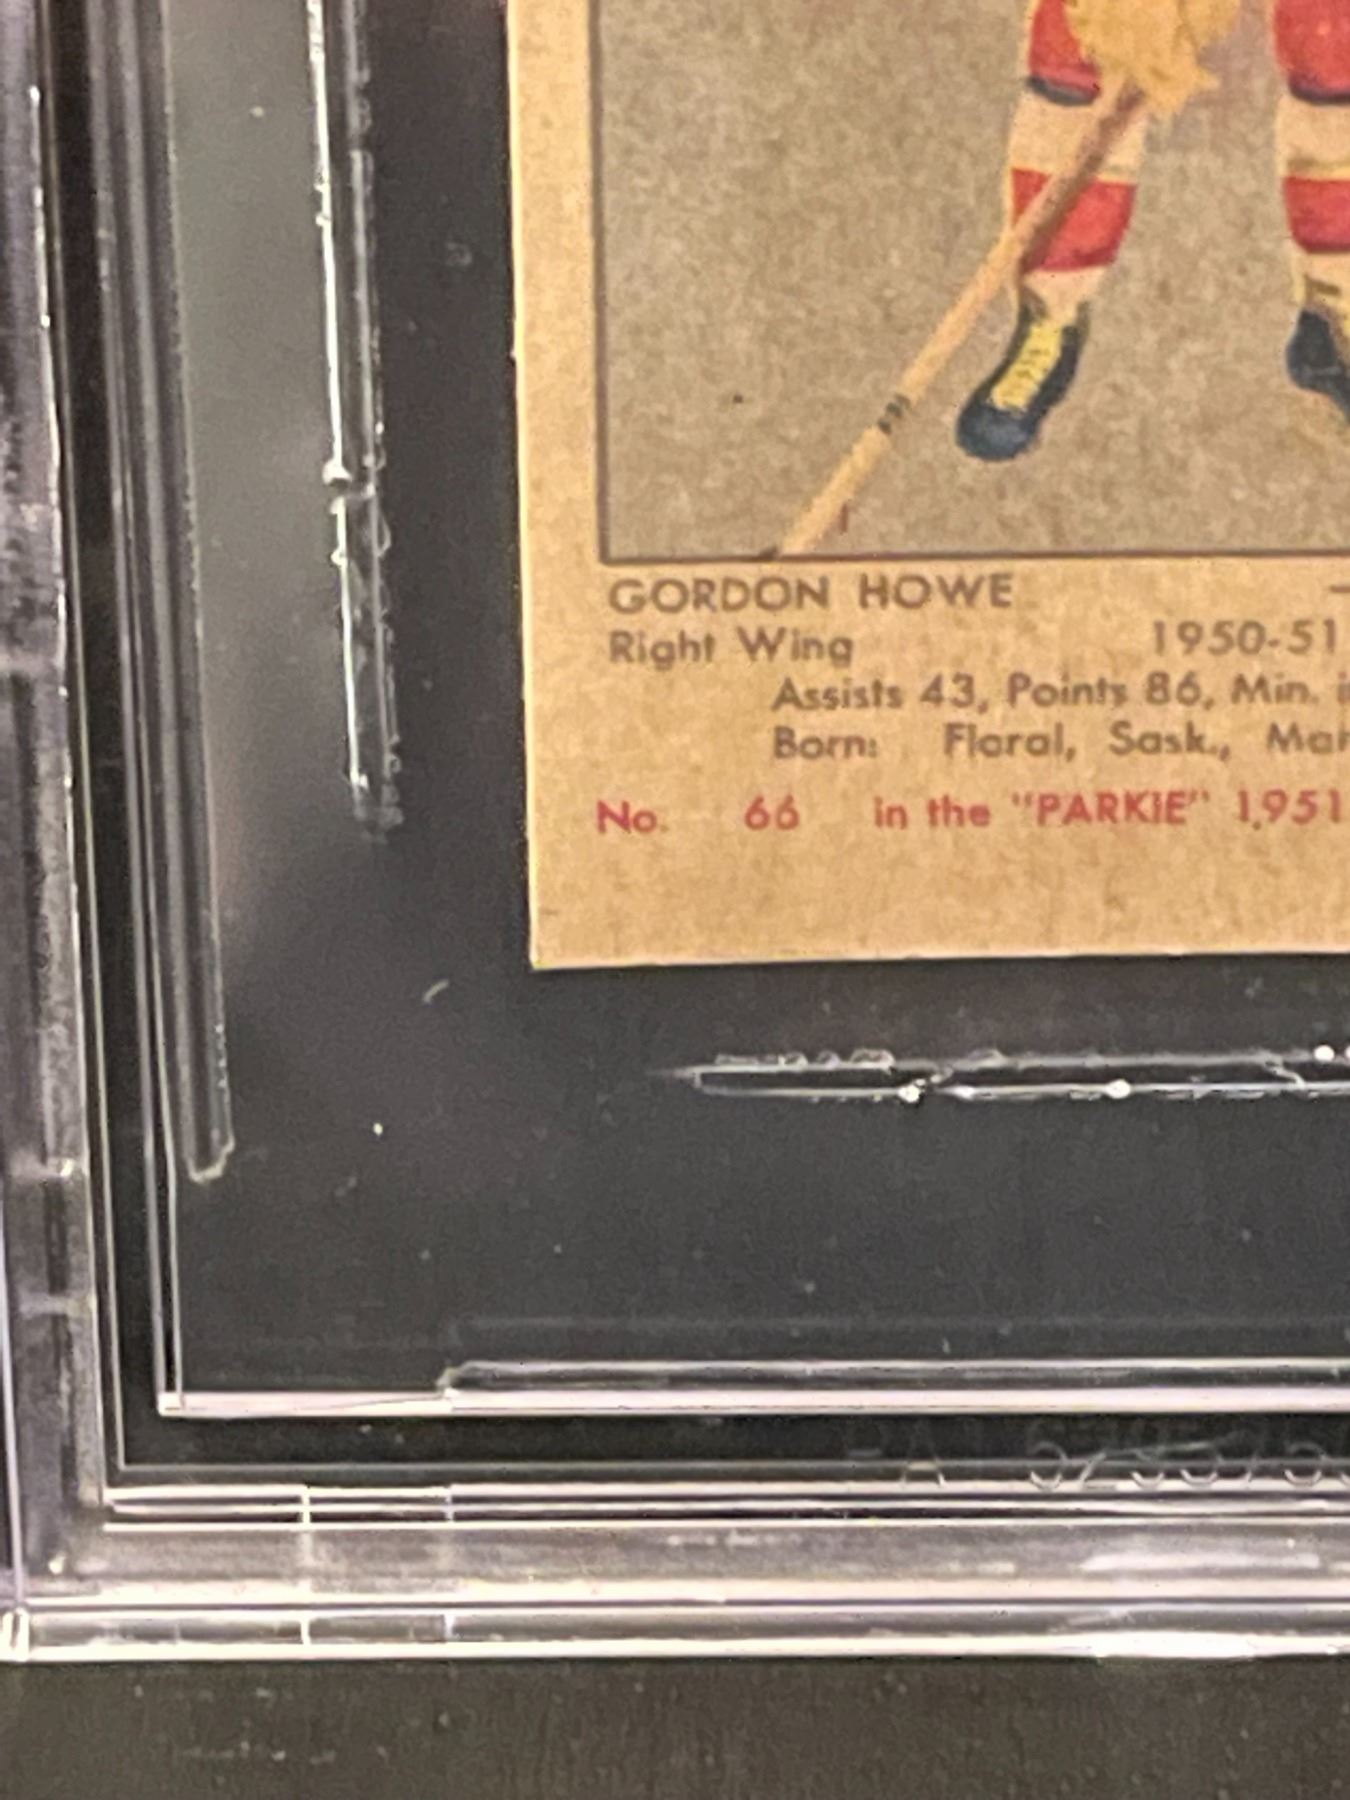 GORDON HOWE -
Right Wing 1950-51
Assists 43, Points 86, Min.
Born: Floral, Sask.,
No. 66 in the "PARKIE" 1951